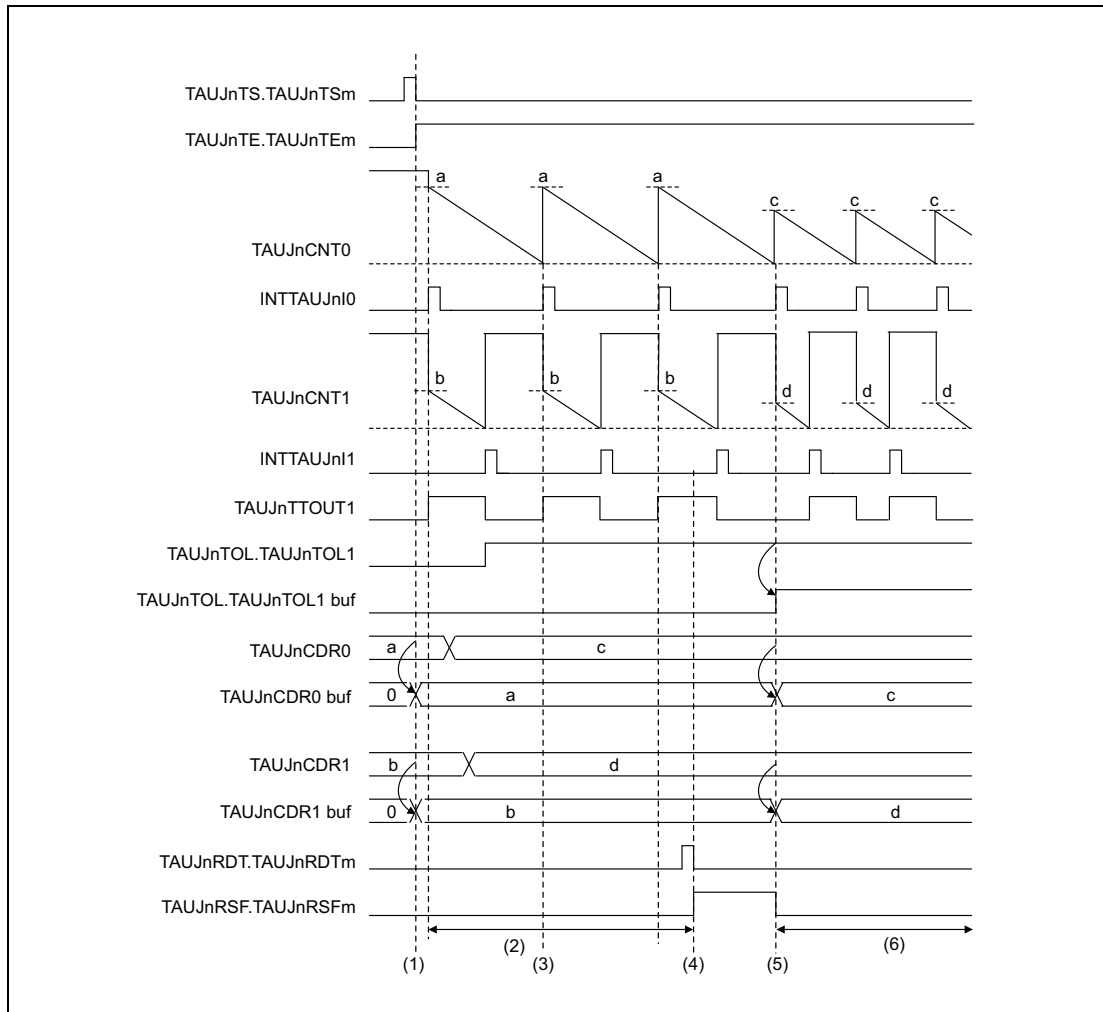 TAUJnTS.TAUJnTSm
TAUJnTE.TAUJnTEm
a a a
c c c
TAUJnCNT0
INTTAUJnI0
b b b d d d
TAUJnCNT1
INTTAUJnI1
TAUJnTTOUT1
TAUJnTOL.TAUJnTOL1
TAUJnTOL.TAUJnTOL1 buf
TAUJnCDR0 a c
TAUJnCDR0 buf 0 a c
TAUJnCDR1 b d
TAUJnCDR1 buf 0 b d
TAUJnRDT.TAUJnRDTm
TAUJnRSF.TAUJnRSFm
(2) (6)
(1) (3) (4) (5)